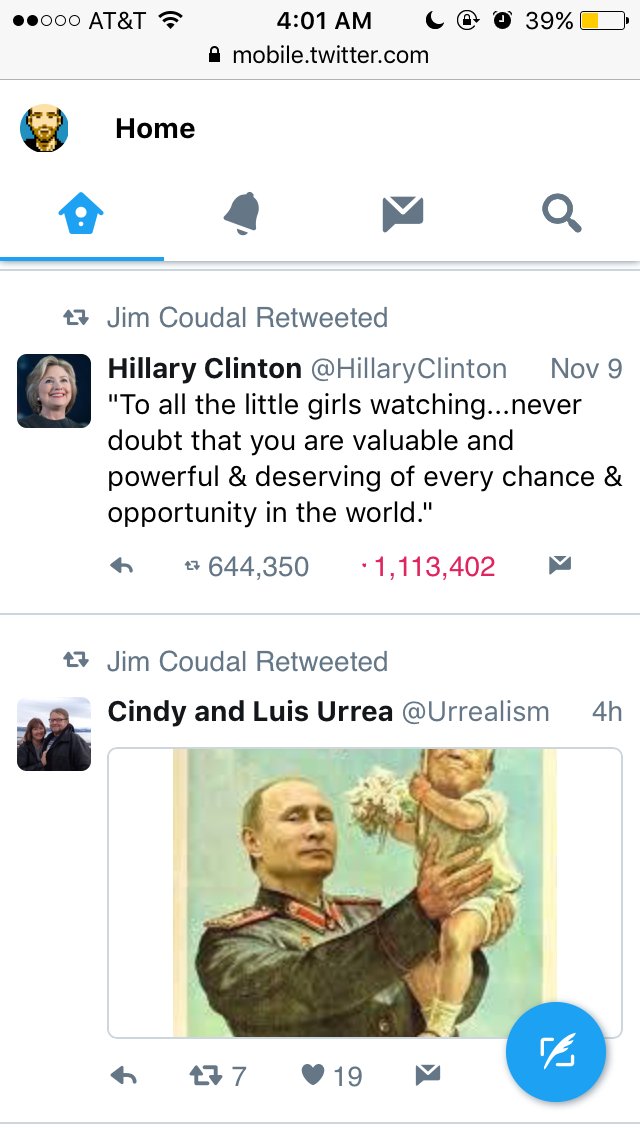 AT&T 4:01 AM 39%
mobile.twitter.com
Home
Jim Coudal Retweeted
Hillary Clinton @HillaryClinton Nov 9
"To all the little girls watching...never
doubt that you are valuable and
powerful & deserving of every chance &
opportunity in the world."
644,350 1,113,402
Jim Coudal Retweeted
Cindy and Luis Urrea @Urrealism 4h
7 19